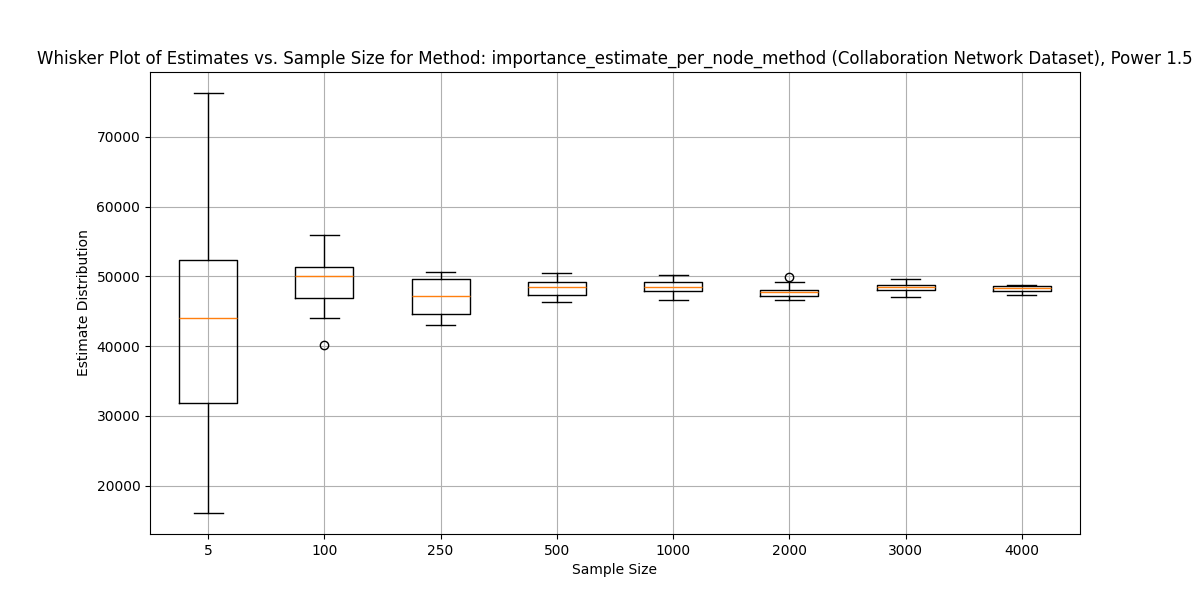 Whisker Plot of Estimates vs. Sample Size for Method: importance_estimate_per_node_method (Collaboration Network Dataset), Power 1.5
Estimate Distribution
70000
60000
50000
40000
30000
20000
5 100 250 500 1000 2000 3000 4000
Sample Size